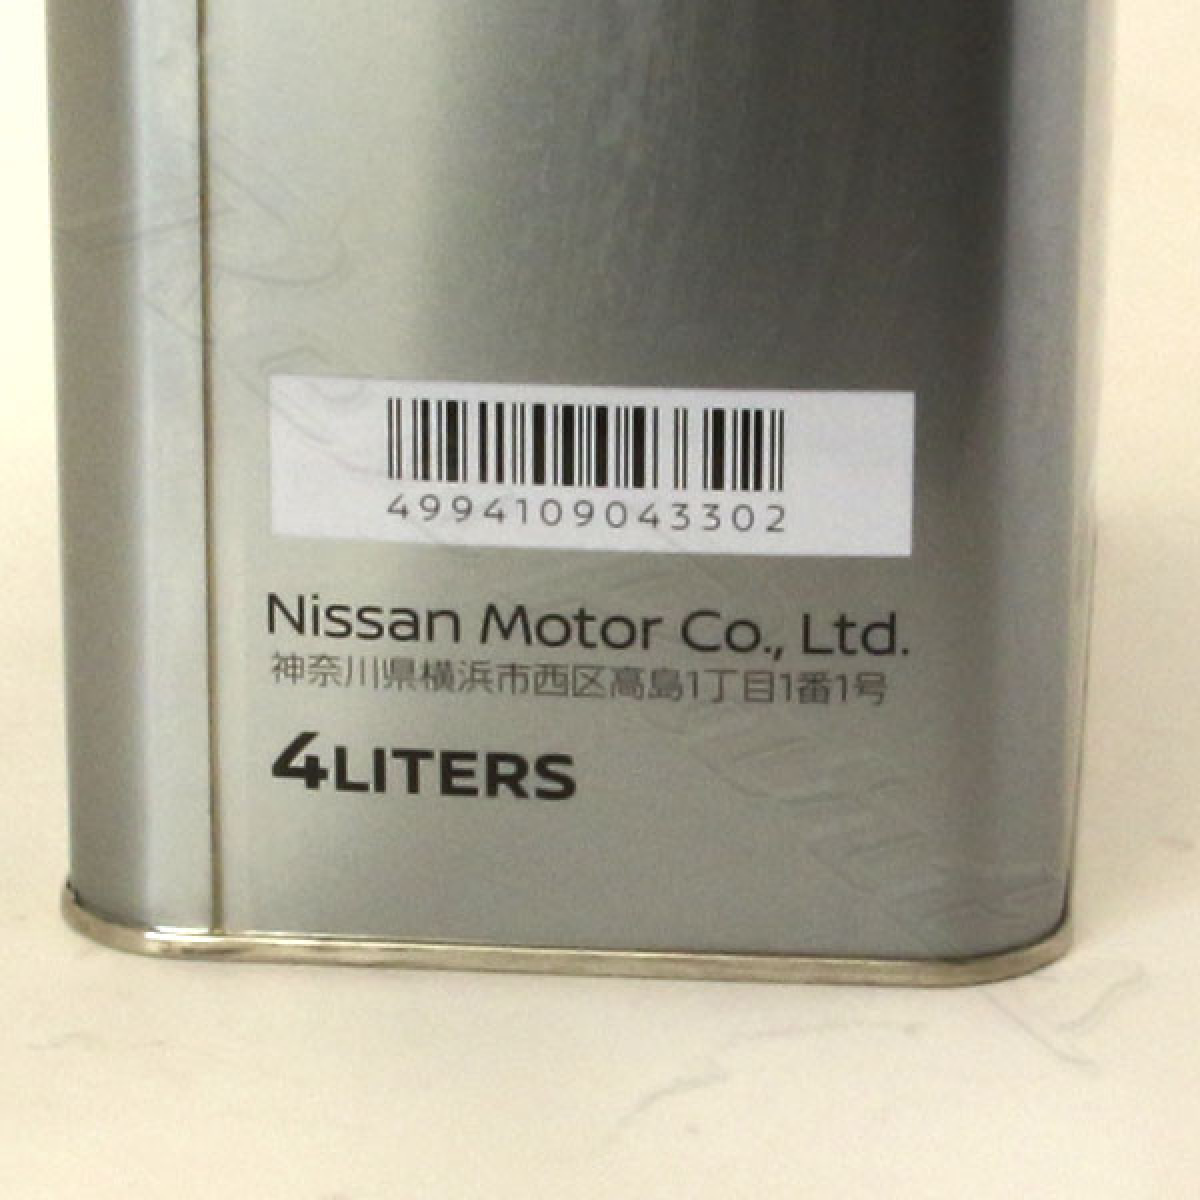 4994109043302
Nissan Motor Co., Ltd.
神奈川県横浜市西区高島1丁目1番1号
4LITERS